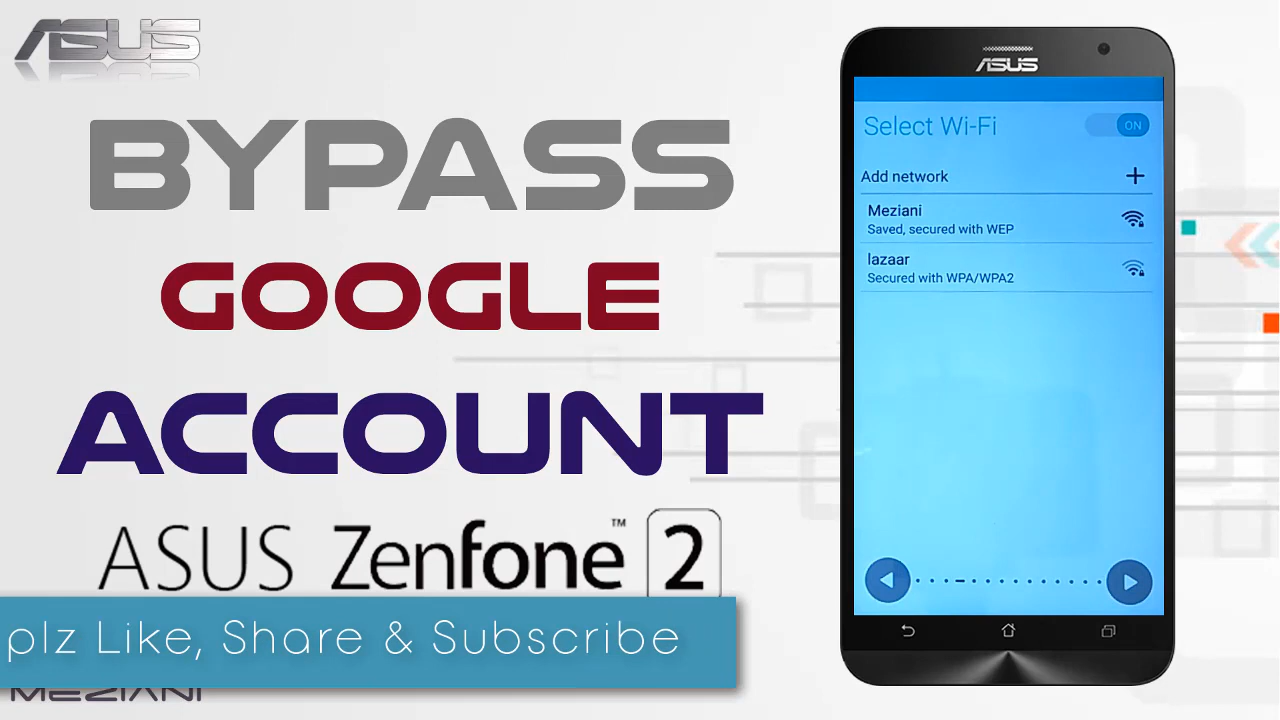 ASUS
BYPASS
GOOGLE
ACCOUNT
ASUS Zenfone™ 2
plz Like, Share & Subscribe
MEZIANI
ASUS
Select Wi-Fi
ON
Add network
Meziani
Saved, secured with WEP
lazaar
Secured with WPA/WPA2